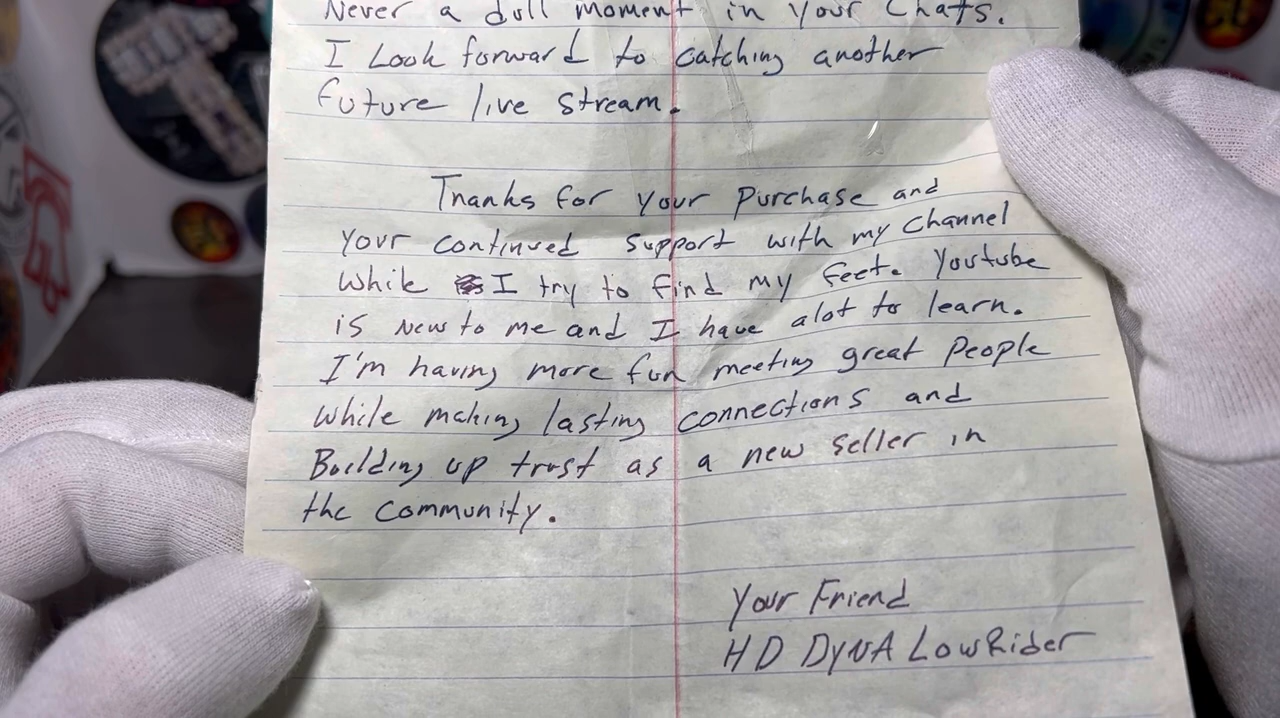 Never a dull moment in your Chats.
I Look forward to catching another
future live stream.
Thanks for your purchase and
your continued support with my Channel
while I try to find my feet. Youtube
is New to me and I have alot to learn.
I'm having more fun meeting great People
while making lasting connections and
Building up trust as a new seller in
the community.
Your Friend
HD DyNA LowRider